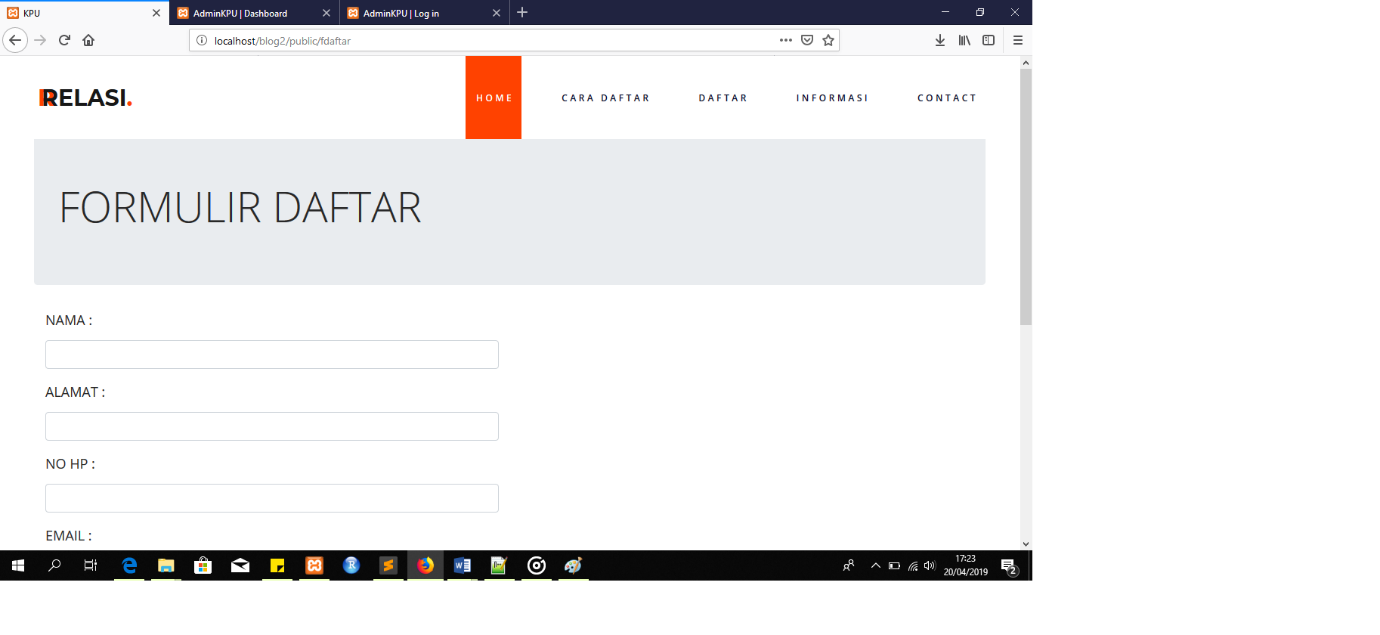 KPU
AdminKPU | Dashboard
AdminKPU | Log in
localhost/blog2/public/fdaftar
RELASI.
HOME
CARA DAFTAR
DAFTAR
INFORMASI
CONTACT
FORMULIR DAFTAR
NAMA :
ALAMAT :
NO HP :
EMAIL :
17:23
20/04/2019
2